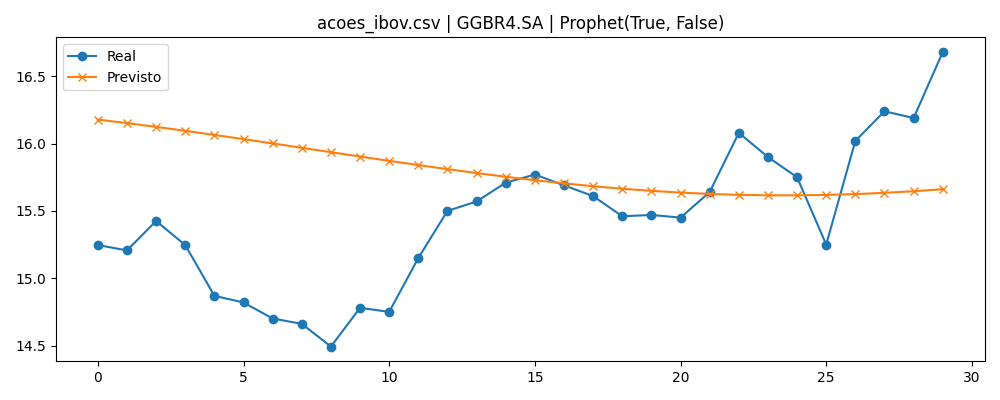 acoes_ibov.csv | GGBR4.SA | Prophet(True, False)
Real
Previsto
16.5
16.0
15.5
15.0
14.5
0 5 10 15 20 25 30